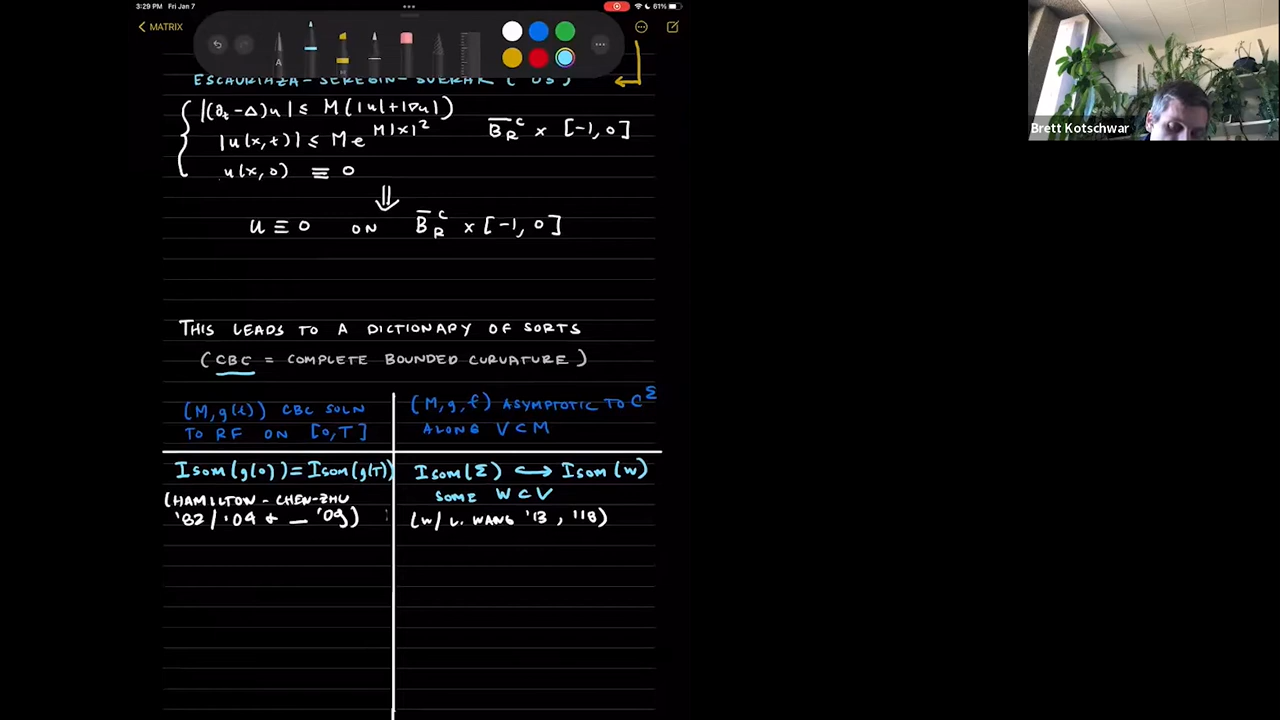 3:29 PM Fri Jan 7
61%
MATRIX
ESCAURIAZA-SEREGIN-SVERAK ('03)
|(∂t-Δ)u| ≤ M(|u|+|∇u|)
|u(x,t)| ≤ Me^{M|x|^2}
B̅_R^c × [-1,0]
u(x,0) ≡ 0
⇓
u ≡ 0 ON B̅_R^c × [-1,0]
THIS LEADS TO A DICTIONARY OF SORTS
(CBC = COMPLETE BOUNDED CURVATURE)
(M,g(t)) CBC SOLN
TO RF ON [0,T]
(M,g,f) ASYMPTOTIC TO C^Σ
ALONG V⊂M
Isom(g(0)) = Isom(g(T))
(HAMILTON - CHEN-ZHU
'82/'04 + _ '09)
Isom(Σ) ↔ Isom(W)
SOME W⊂V
(W/ L. WANG '13, '18)
Brett Kotschwar